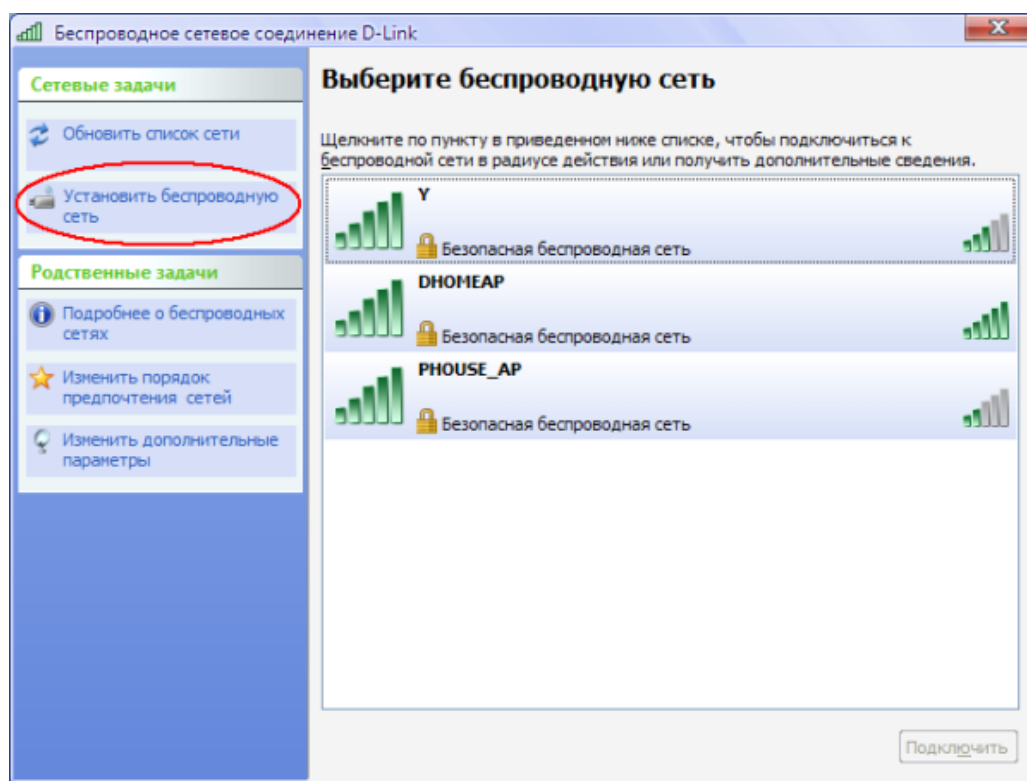 Беспроводное сетевое соединение D-Link
Сетевые задачи
Обновить список сети
Установить беспроводную
сеть
Родственные задачи
Подробнее о беспроводных
сетях
Изменить порядок
предпочтения сетей
Изменить дополнительные
параметры
Выберите беспроводную сеть
Щелкните по пункту в приведенном ниже списке, чтобы подключиться к
беспроводной сети в радиусе действия или получить дополнительные сведения.
Y
Безопасная беспроводная сеть
DHOMEAP
Безопасная беспроводная сеть
PHOUSE_AP
Безопасная беспроводная сеть
Подключить